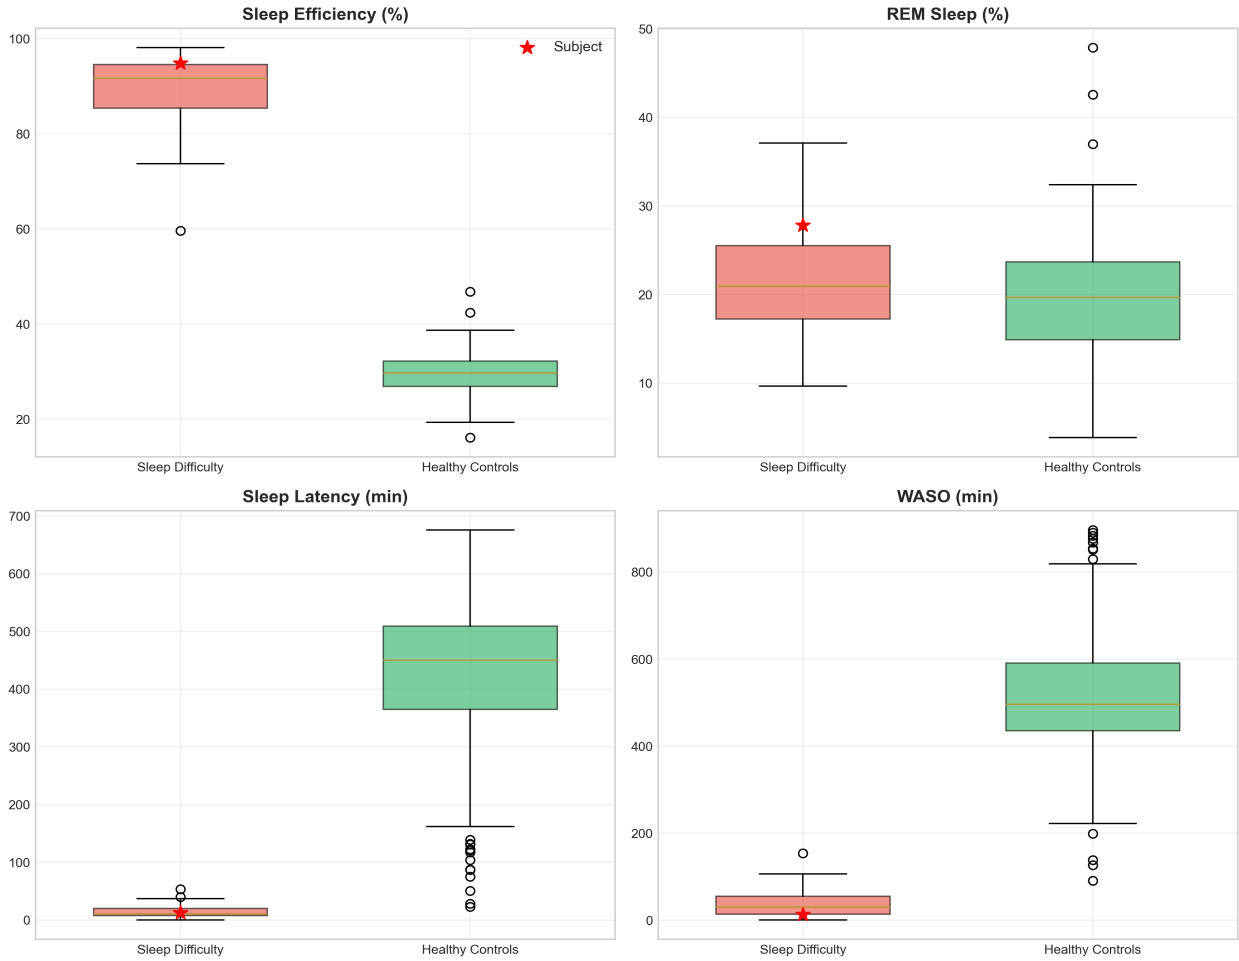 Sleep Efficiency (%)
100
80
60
40
20
Subject
Sleep Difficulty
Healthy Controls
REM Sleep (%)
50
40
30
20
10
Sleep Difficulty
Healthy Controls
Sleep Latency (min)
700
600
500
400
300
200
100
0
Sleep Difficulty
Healthy Controls
WASO (min)
800
600
400
200
0
Sleep Difficulty
Healthy Controls